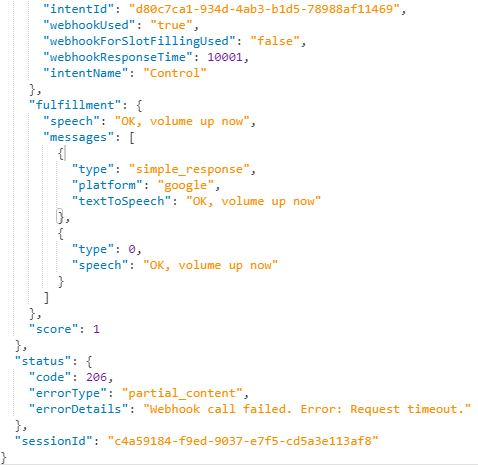 "intentId": "d80c7ca1-934d-4ab3-b1d5-78988af11469",
"webhookUsed": "true",
"webhookForSlotFillingUsed": "false",
"webhookResponseTime": 10001,
"intentName": "Control"
},
"fulfillment": {
"speech": "OK, volume up now",
"messages": [
{
"type": "simple_response",
"platform": "google",
"textToSpeech": "OK, volume up now"
},
{
"type": 0,
"speech": "OK, volume up now"
}
]
},
"score": 1
},
"status": {
"code": 206,
"errorType": "partial_content",
"errorDetails": "Webhook call failed. Error: Request timeout."
},
"sessionId": "c4a59184-f9ed-9037-e7f5-cd5a3e113af8"
}